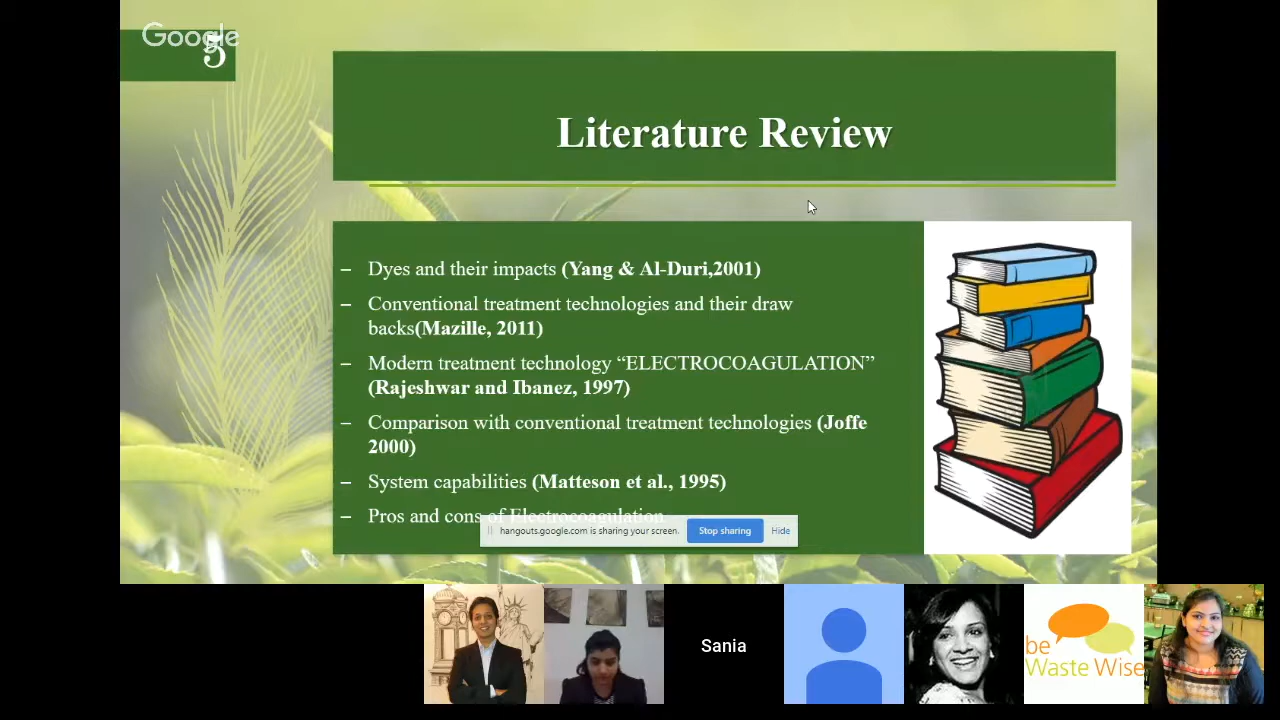 Google
5
Literature Review
– Dyes and their impacts (Yang & Al-Duri,2001)
– Conventional treatment technologies and their draw
backs(Mazille, 2011)
– Modern treatment technology “ELECTROCOAGULATION”
(Rajeshwar and Ibanez, 1997)
– Comparison with conventional treatment technologies (Joffe
2000)
– System capabilities (Matteson et al., 1995)
– Pros and cons of Electrocoagulation
hangouts.google.com is sharing your screen. Stop sharing Hide
Sania
be
Waste Wise